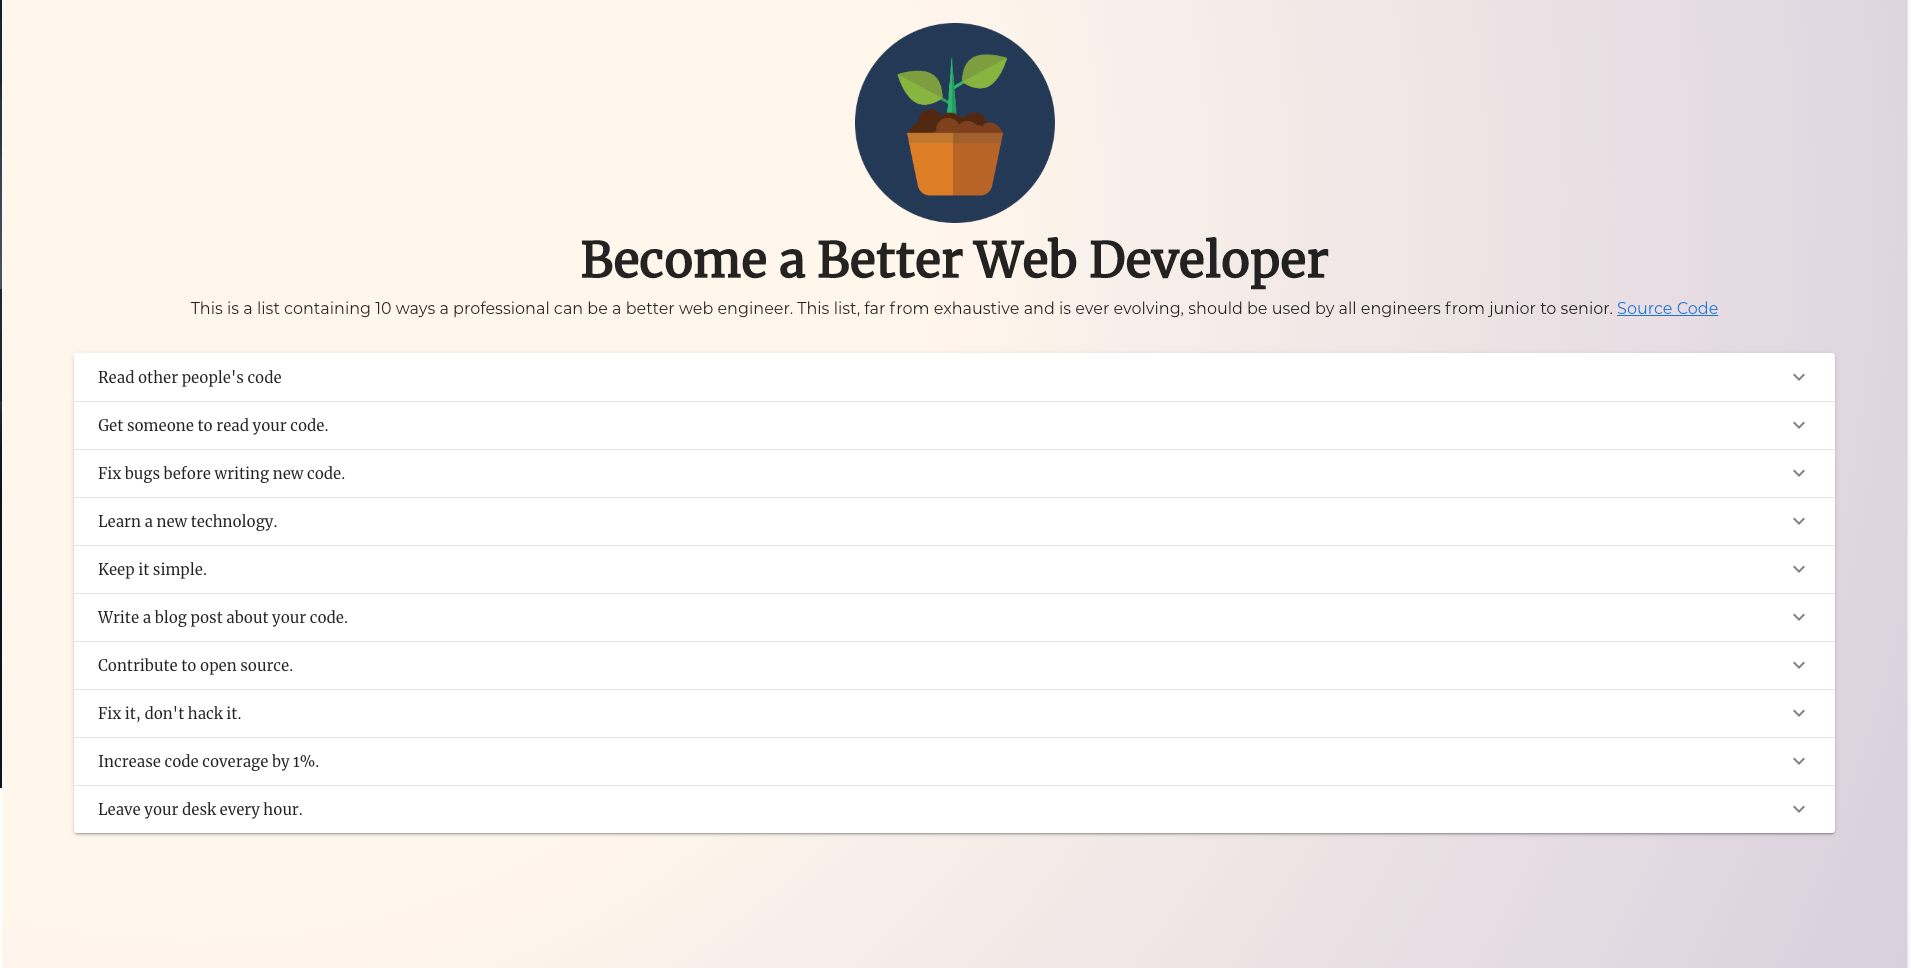 Become a Better Web Developer
This is a list containing 10 ways a professional can be a better web engineer. This list, far from exhaustive and is ever evolving, should be used by all engineers from junior to senior. Source Code
Read other people's code
Get someone to read your code.
Fix bugs before writing new code.
Learn a new technology.
Keep it simple.
Write a blog post about your code.
Contribute to open source.
Fix it, don't hack it.
Increase code coverage by 1%.
Leave your desk every hour.